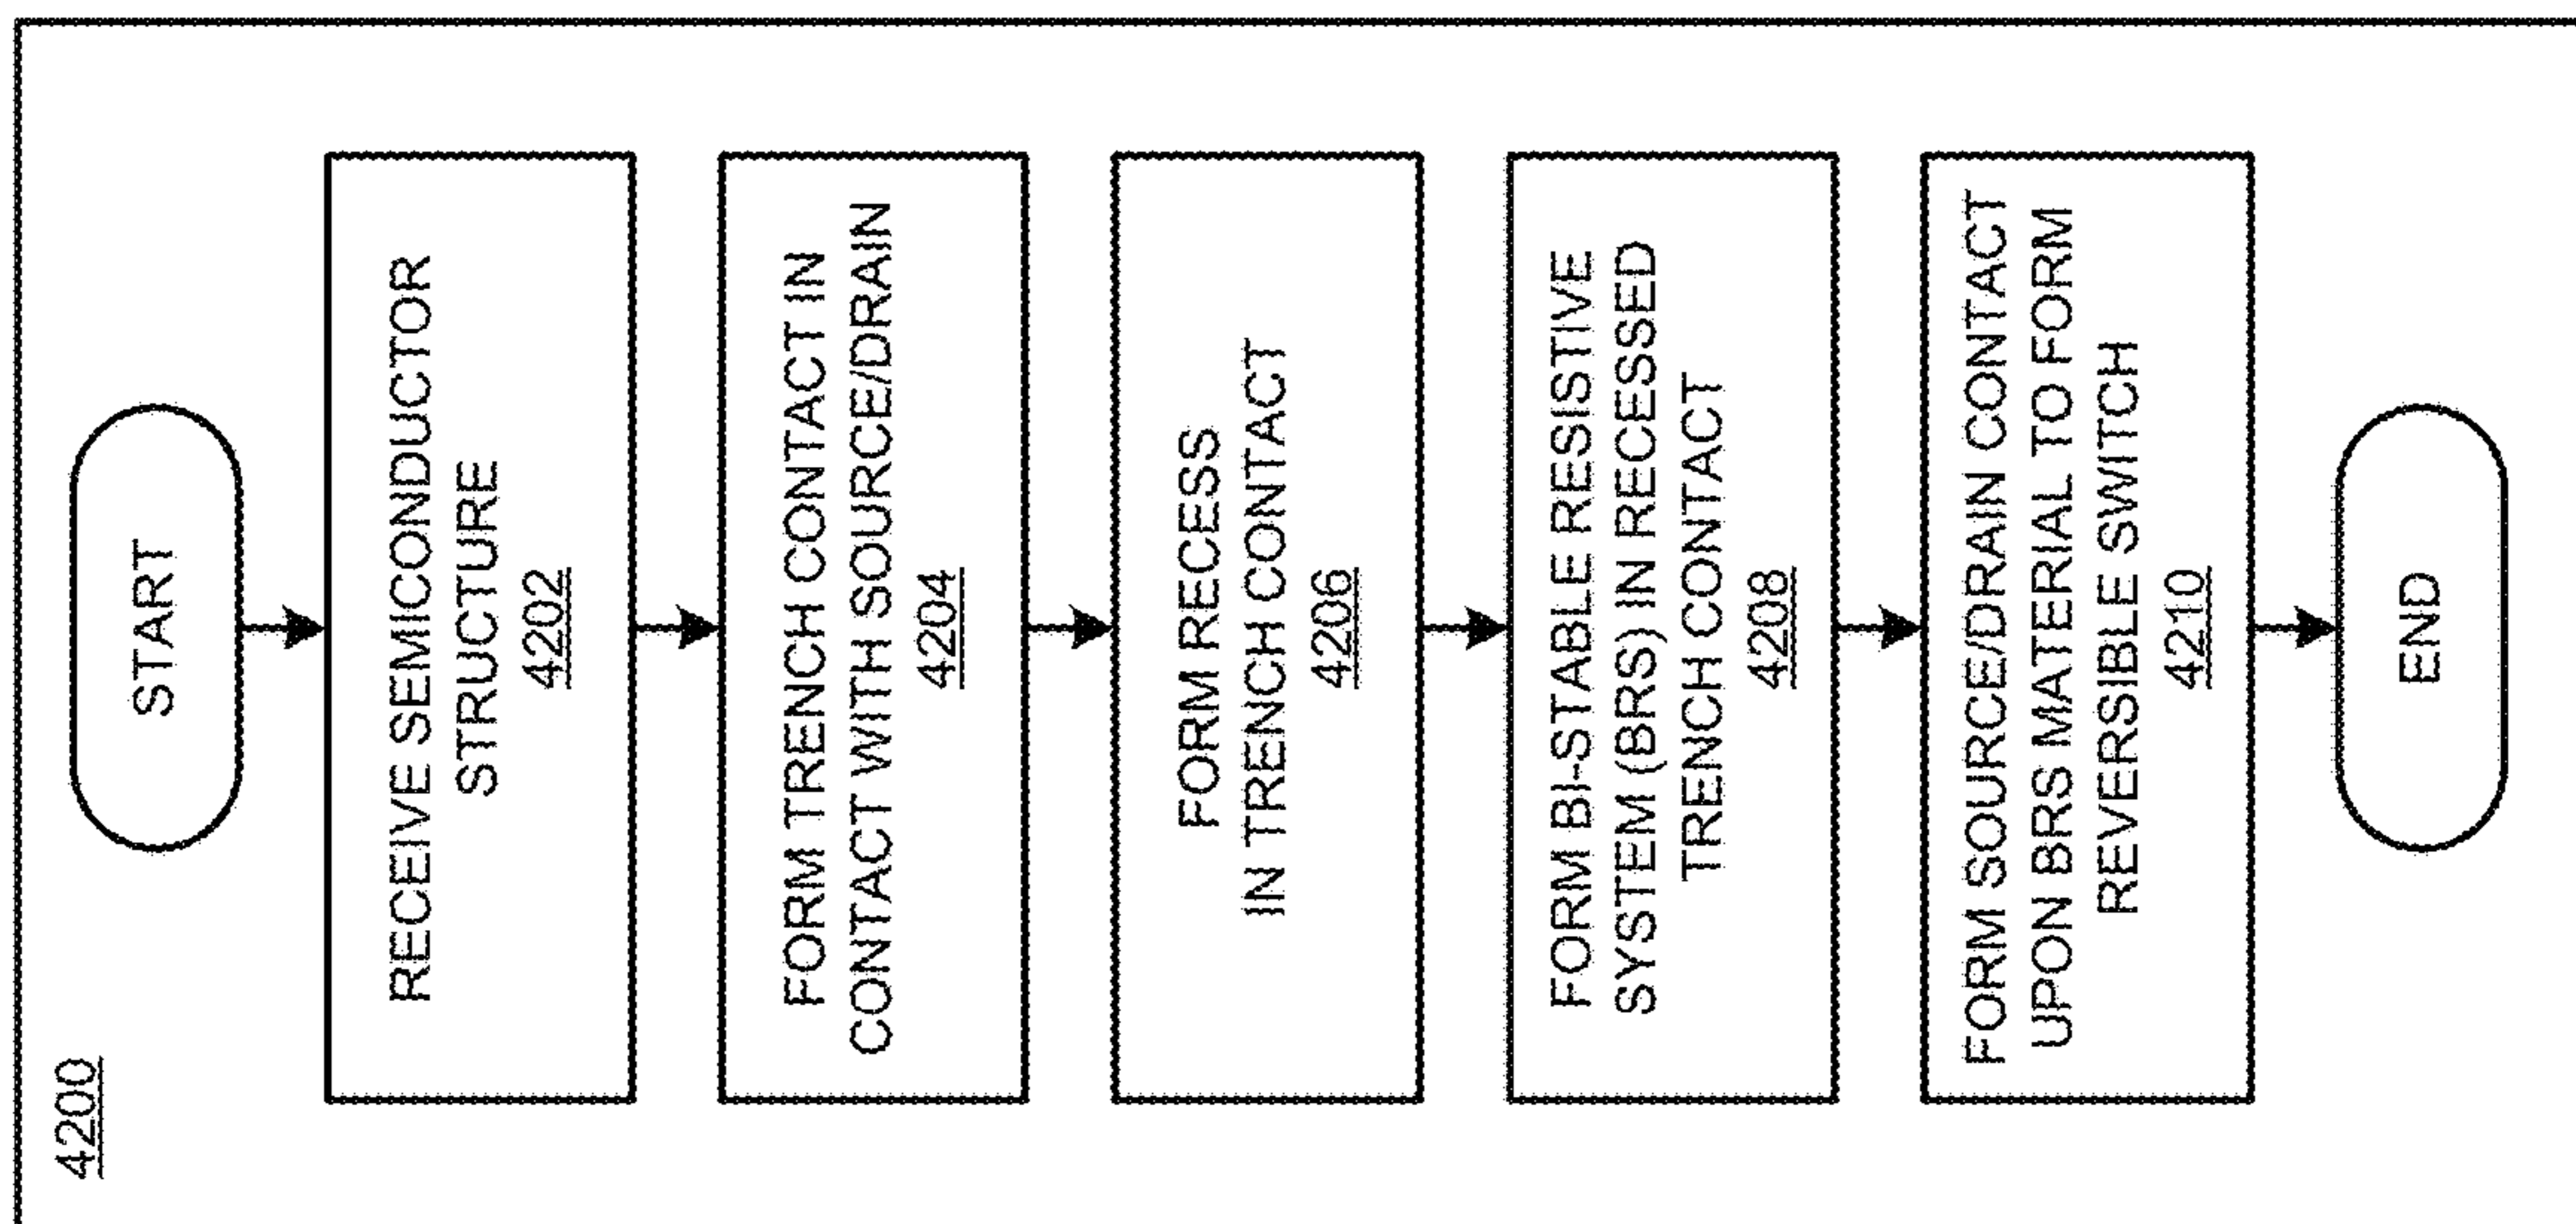 4200
START
RECEIVE SEMICONDUCTOR
STRUCTURE
4202
FORM TRENCH CONTACT IN
CONTACT WITH SOURCE/DRAIN
4204
FORM RECESS
IN TRENCH CONTACT
4206
FORM BI-STABLE RESISTIVE
SYSTEM (BRS) IN RECESSED
TRENCH CONTACT
4208
FORM SOURCE/DRAIN CONTACT
UPON BRS MATERIAL TO FORM
REVERSIBLE SWITCH
4210
END